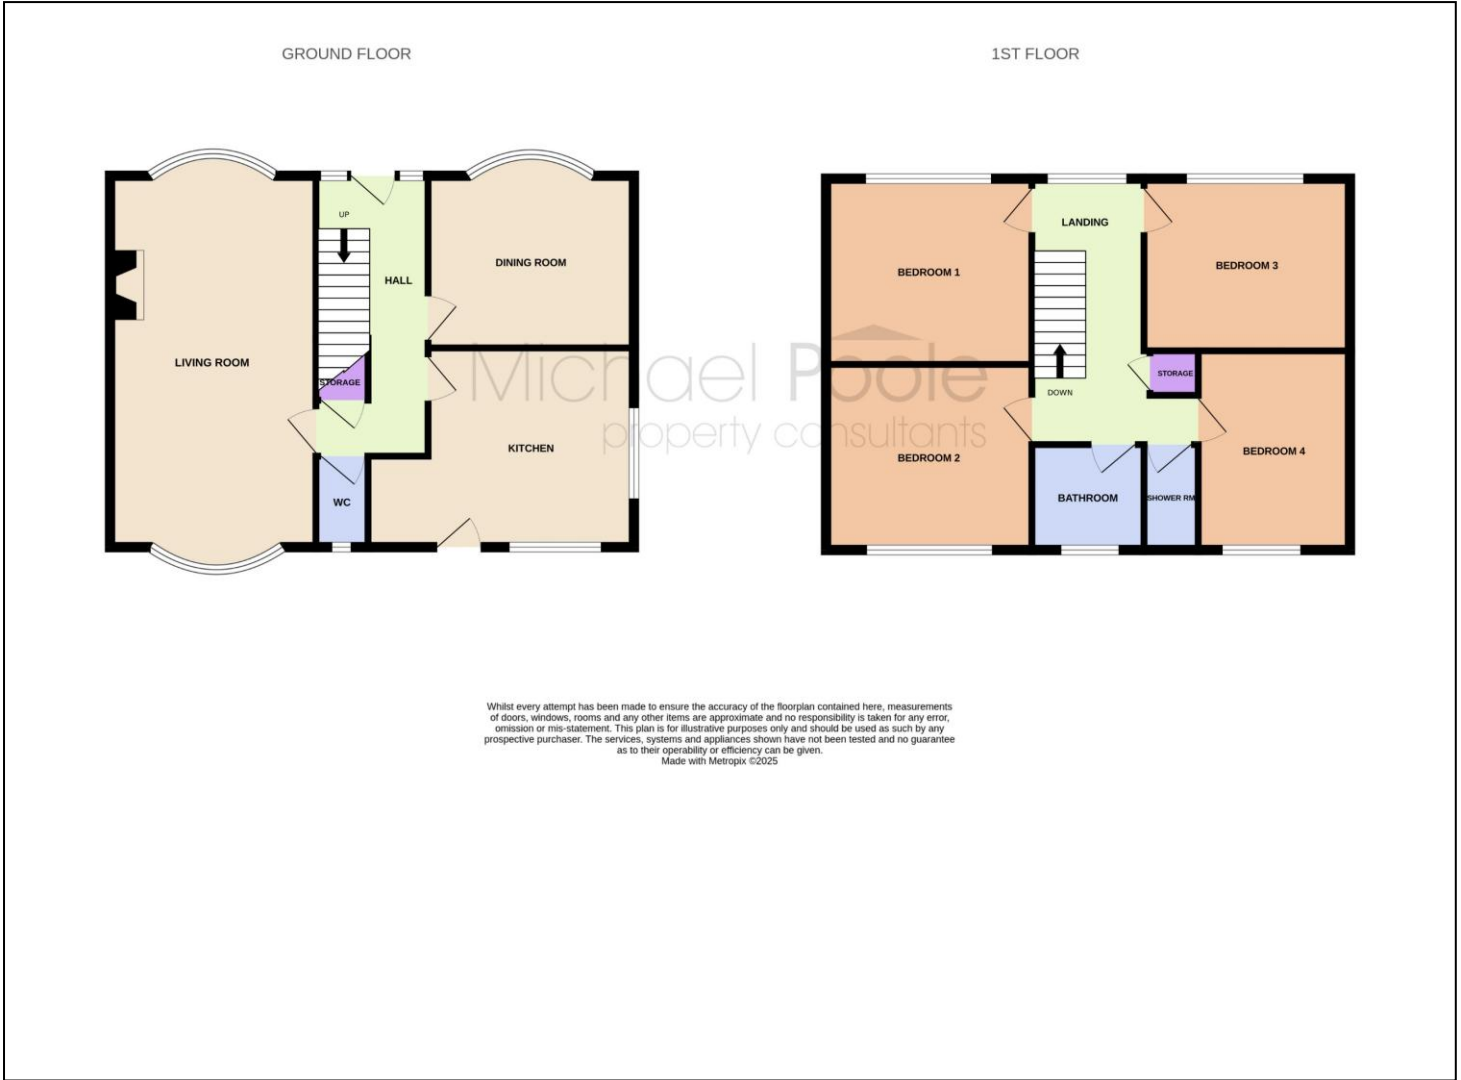 GROUND FLOOR
1ST FLOOR
UP
HALL
DINING ROOM
LIVING ROOM
STORAGE
KITCHEN
WC
LANDING
BEDROOM 1
BEDROOM 3
STORAGE
DOWN
BEDROOM 2
BEDROOM 4
BATHROOM
SHOWER RM
Michael Poole
property consultants
Whilst every attempt has been made to ensure the accuracy of the floorplan contained here, measurements
of doors, windows, rooms and any other items are approximate and no responsibility is taken for any error,
omission or mis-statement. This plan is for illustrative purposes only and should be used as such by any
prospective purchaser. The services, systems and appliances shown have not been tested and no guarantee
as to their operability or efficiency can be given.
Made with Metropix ©2025